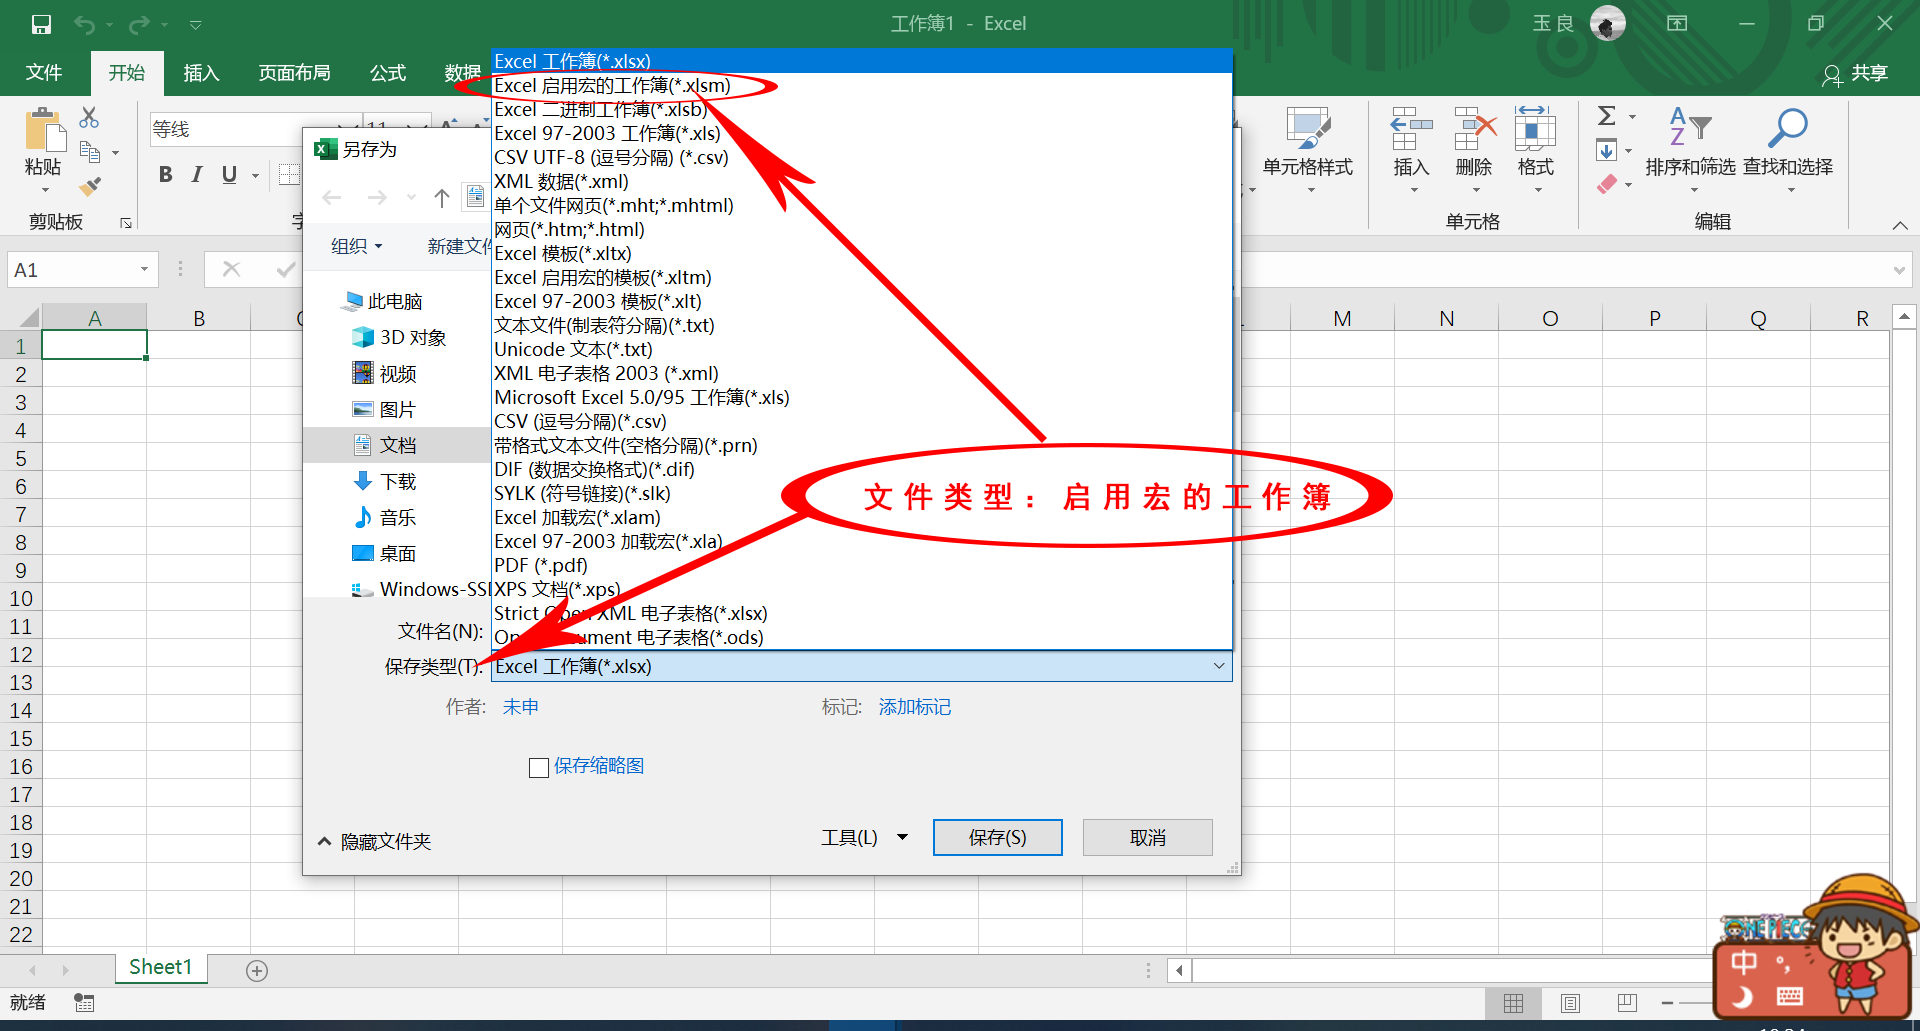 工作簿1 - Excel
玉 良
文件
开始
插入
页面布局
公式
数据
共享
粘贴
剪贴板
等线
11
B I U
单元格样式
插入
删除
格式
单元格
排序和筛选
查找和选择
编辑
A1
另存为
组织
新建文件
此电脑
3D 对象
视频
图片
文档
下载
音乐
桌面
Windows-SSD
Excel 工作簿(*.xlsx)
Excel 启用宏的工作簿(*.xlsm)
Excel 二进制工作簿(*.xlsb)
Excel 97-2003 工作簿(*.xls)
CSV UTF-8 (逗号分隔) (*.csv)
XML 数据(*.xml)
单个文件网页(*.mht;*.mhtml)
网页(*.htm;*.html)
Excel 模板(*.xltx)
Excel 启用宏的模板(*.xltm)
Excel 97-2003 模板(*.xlt)
文本文件(制表符分隔)(*.txt)
Unicode 文本(*.txt)
XML 电子表格 2003 (*.xml)
Microsoft Excel 5.0/95 工作簿(*.xls)
CSV (逗号分隔)(*.csv)
带格式文本文件(空格分隔)(*.prn)
DIF (数据交换格式)(*.dif)
SYLK (符号链接)(*.slk)
Excel 加载宏(*.xlam)
Excel 97-2003 加载宏(*.xla)
PDF (*.pdf)
XPS 文档(*.xps)
Strict Open XML 电子表格(*.xlsx)
OpenDocument 电子表格(*.ods)
文件类型：启用宏的工作簿
文件名(N):
保存类型(T): Excel 工作簿(*.xlsx)
作者: 未申
标记: 添加标记
保存缩略图
隐藏文件夹
工具(L)
保存(S)
取消
A B M N O P Q R
1
2
3
4
5
6
7
8
9
10
11
12
13
14
15
16
17
18
19
20
21
22
Sheet1
就绪
ONE PIECE
中 °,